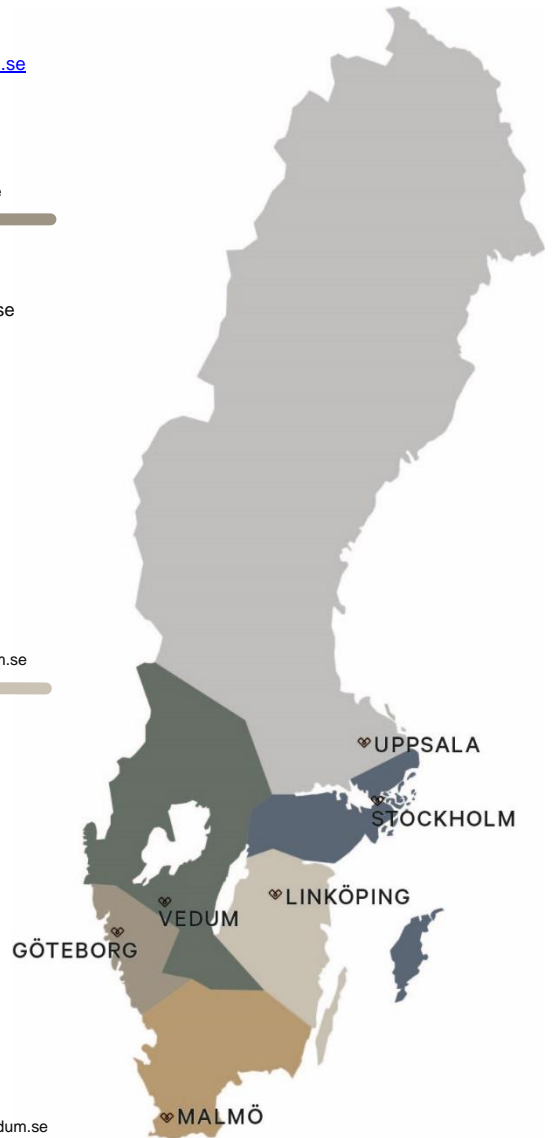 .se
se
m.se
UPPSALA
STOCKHOLM
LINKÖPING
VEDUM
GÖTEBORG
MALMÖ
dum.se